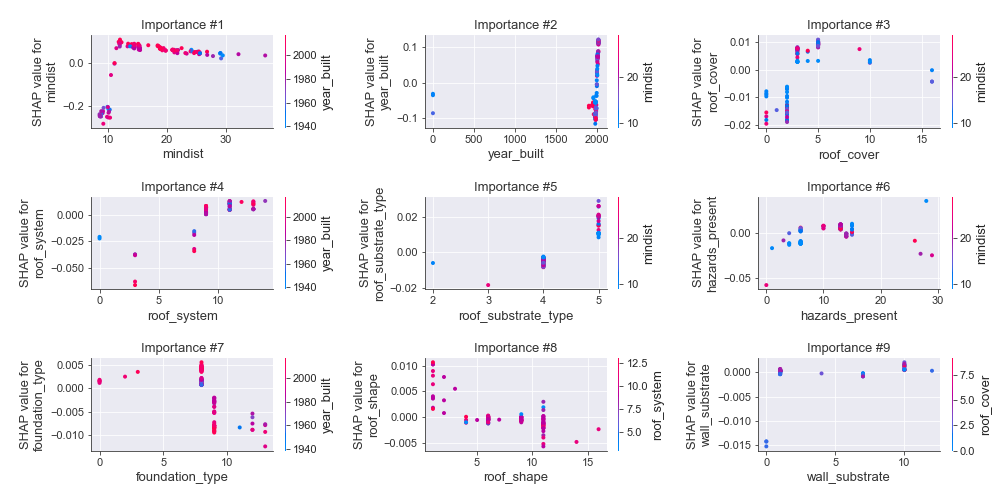 Importance #1
Importance #2
Importance #3
SHAP value for
mindist
0.0
−0.2
10
20
30
mindist
2000
1980
1960
1940
year_built
SHAP value for
year_built
0.1
0.0
−0.1
0
500
1000
1500
2000
year_built
20
10
mindist
SHAP value for
roof_cover
0.01
0.00
−0.01
−0.02
0
5
10
15
roof_cover
20
10
mindist
Importance #4
Importance #5
Importance #6
SHAP value for
roof_system
0.000
−0.025
−0.050
0
5
10
roof_system
2000
1980
1960
1940
year_built
SHAP value for
roof_substrate_type
0.02
0.00
−0.02
2
3
4
5
roof_substrate_type
20
10
mindist
SHAP value for
hazards_present
0.00
−0.05
0
10
20
30
hazards_present
20
10
mindist
Importance #7
Importance #8
Importance #9
SHAP value for
foundation_type
0.005
0.000
−0.005
−0.010
0
5
10
foundation_type
2000
1980
1960
1940
year_built
SHAP value for
roof_shape
0.010
0.005
0.000
−0.005
5
10
15
roof_shape
12.5
10.0
7.5
5.0
roof_system
SHAP value for
wall_substrate
0.000
−0.005
−0.010
−0.015
0
5
10
wall_substrate
7.5
5.0
2.5
0.0
roof_cover